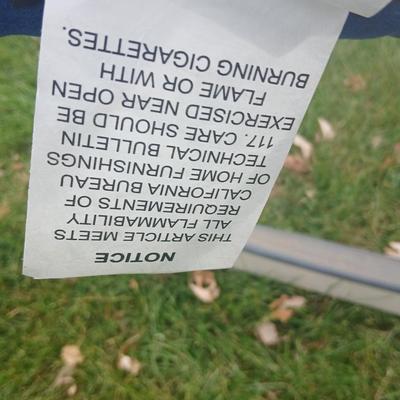 NOTICE
THIS ARTICLE MEETS
ALL FLAMMABILITY
REQUIREMENTS OF
CALIFORNIA BUREAU
OF HOME FURNISHINGS
TECHNICAL BULLETIN
117. CARE SHOULD BE
EXERCISED NEAR OPEN
FLAME OR WITH
BURNING CIGARETTES.